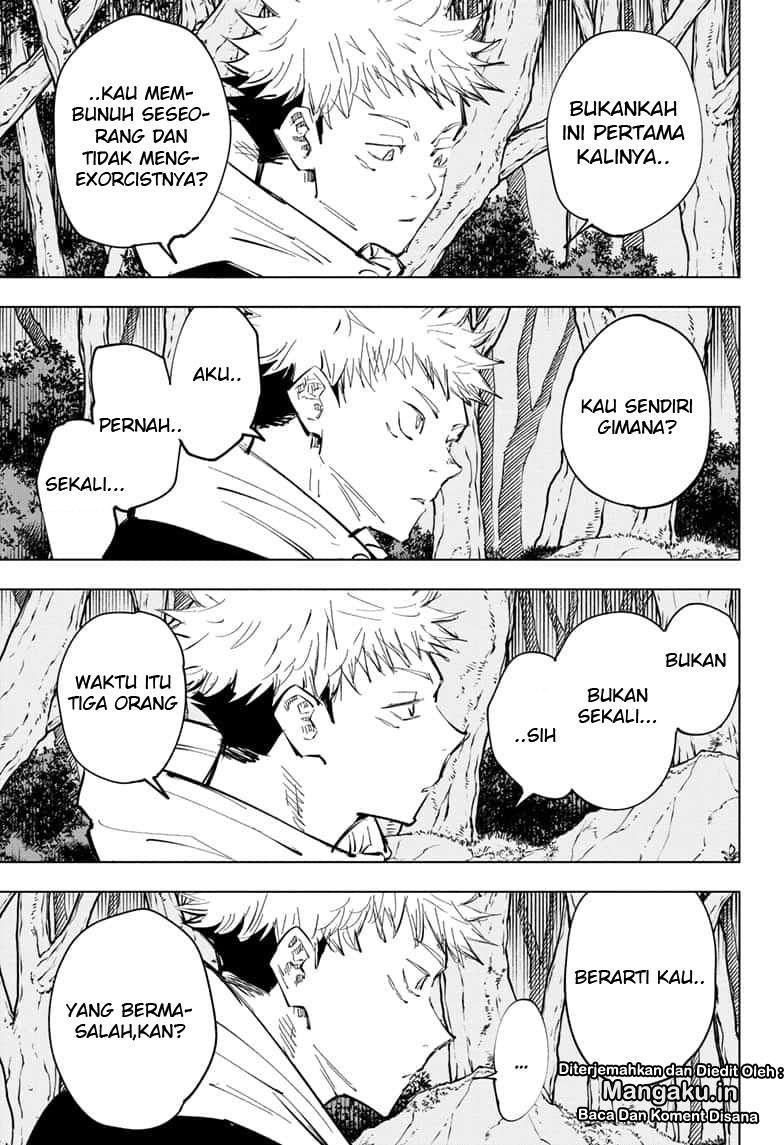 BUKANKAH
INI PERTAMA
KALINYA..
..KAU MEM-
BUNUH SESEO-
RANG DAN
TIDAK MENG-
EXORCISTNYA?
KAU SENDIRI
GIMANA?
AKU..
PERNAH..
SEKALI...
BUKAN
BUKAN
SEKALI...
..SIH
WAKTU ITU
TIGA ORANG
BERARTI KAU..
...
YANG BERMA-
SALAH,KAN?
Diterjemahkan dan Diedit Oleh :
Mangaku.in
Baca Dan Koment Disana